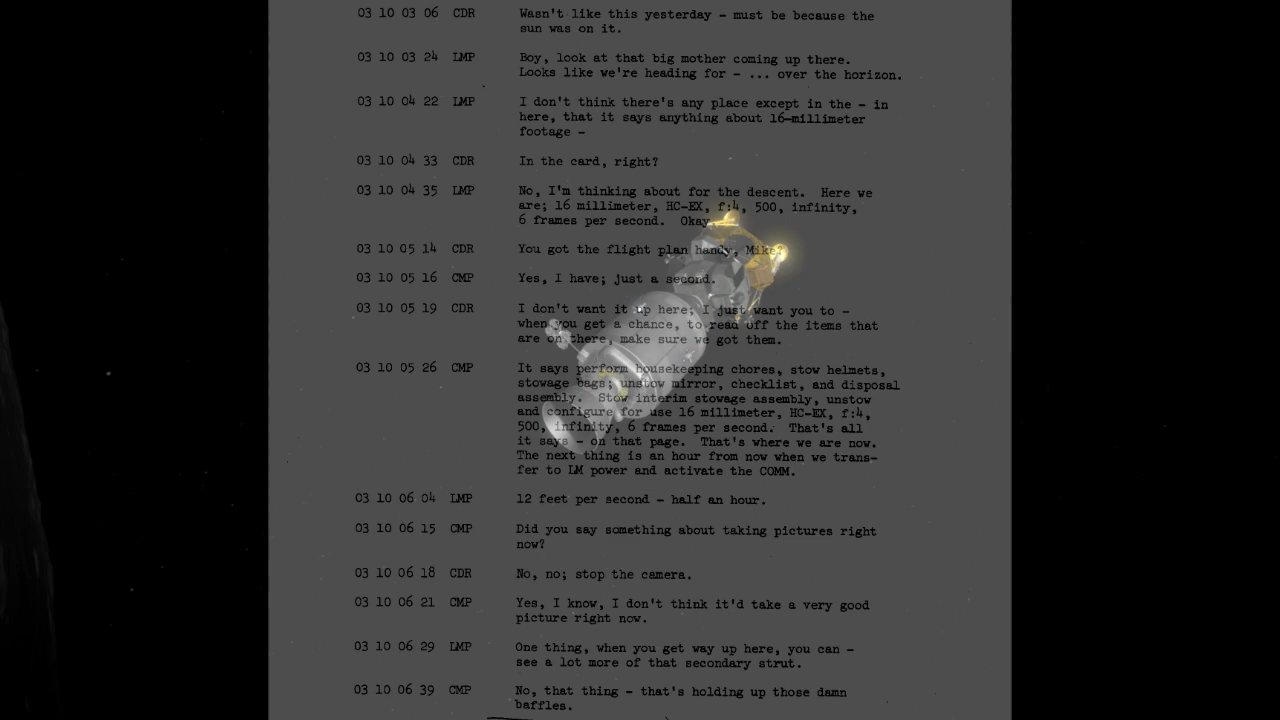 03 10 03 06 CDR Wasn't like this yesterday - must be because the
sun was on it.
03 10 03 24 LMP Boy, look at that big mother coming up there.
Looks like we're heading for - ... over the horizon.
03 10 04 22 LMP I don't think there's any place except in the - in
here, that it says anything about 16-millimeter
footage -
03 10 04 33 CDR In the card, right?
03 10 04 35 LMP No, I'm thinking about for the descent. Here we
are; 16 millimeter, HC-EX, f:4, 500, infinity,
6 frames per second. Okay.
03 10 05 14 CDR You got the flight plan handy, Mike?
03 10 05 16 CMP Yes, I have; just a second.
03 10 05 19 CDR I don't want it up here; I just want you to -
when you get a chance, to read off the items that
are on there, make sure we got them.
03 10 05 26 CMP It says perform housekeeping chores, stow helmets,
stowage bags; unstow mirror, checklist, and disposal
assembly. Stow interim stowage assembly, unstow
and configure for use 16 millimeter, HC-EX, f:4,
500, infinity, 6 frames per second. That's all
it says - on that page. That's where we are now.
The next thing is an hour from now when we trans-
fer to LM power and activate the COMM.
03 10 06 04 LMP 12 feet per second - half an hour.
03 10 06 15 CMP Did you say something about taking pictures right
now?
03 10 06 18 CDR No, no; stop the camera.
03 10 06 21 CMP Yes, I know, I don't think it'd take a very good
picture right now.
03 10 06 29 LMP One thing, when you get way up here, you can -
see a lot more of that secondary strut.
03 10 06 39 CMP No, that thing - that's holding up those damn
baffles.